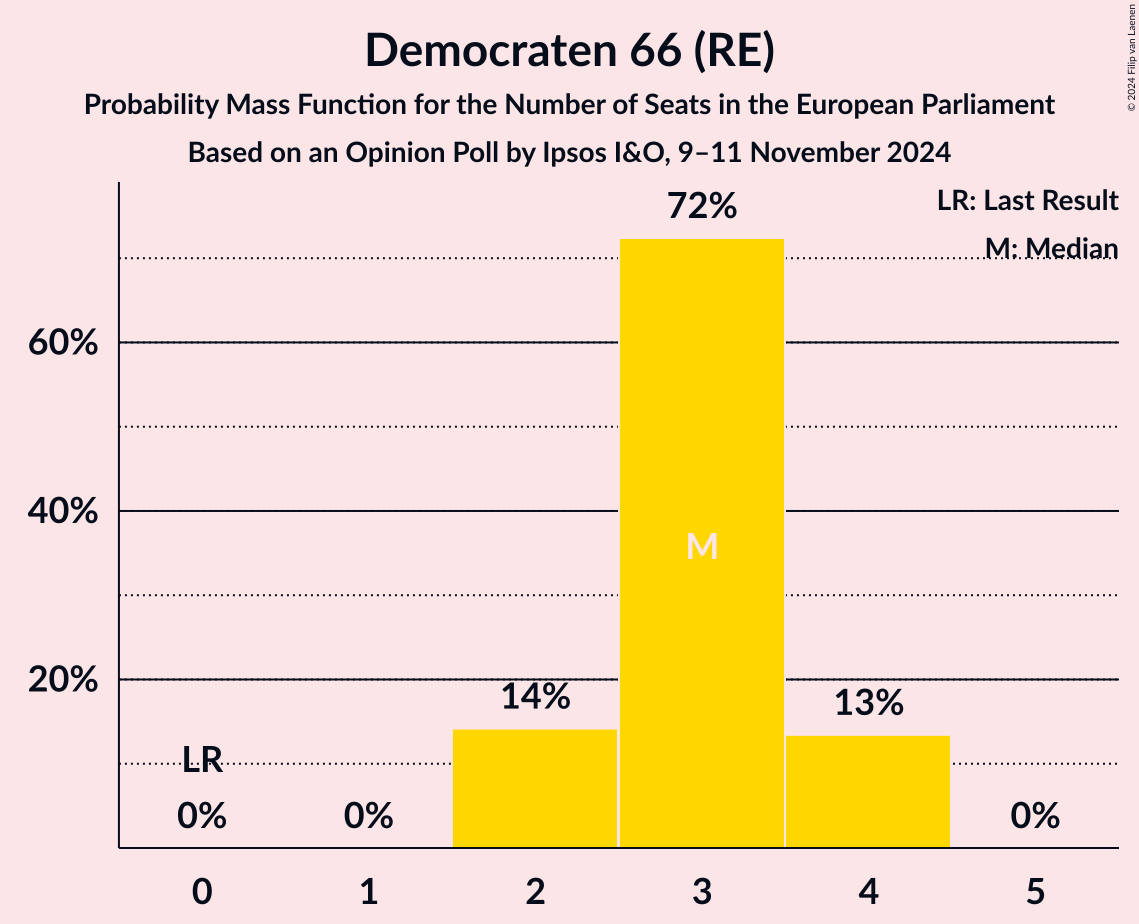 Democraten 66 (RE)
Probability Mass Function for the Number of Seats in the European Parliament
Based on an Opinion Poll by Ipsos I&O, 9–11 November 2024
© 2024 Filip van Laenen
LR: Last Result
M: Median
72%
60%
40%
M
20%
14%
13%
LR
0%
0%
0%
0
1
2
3
4
5